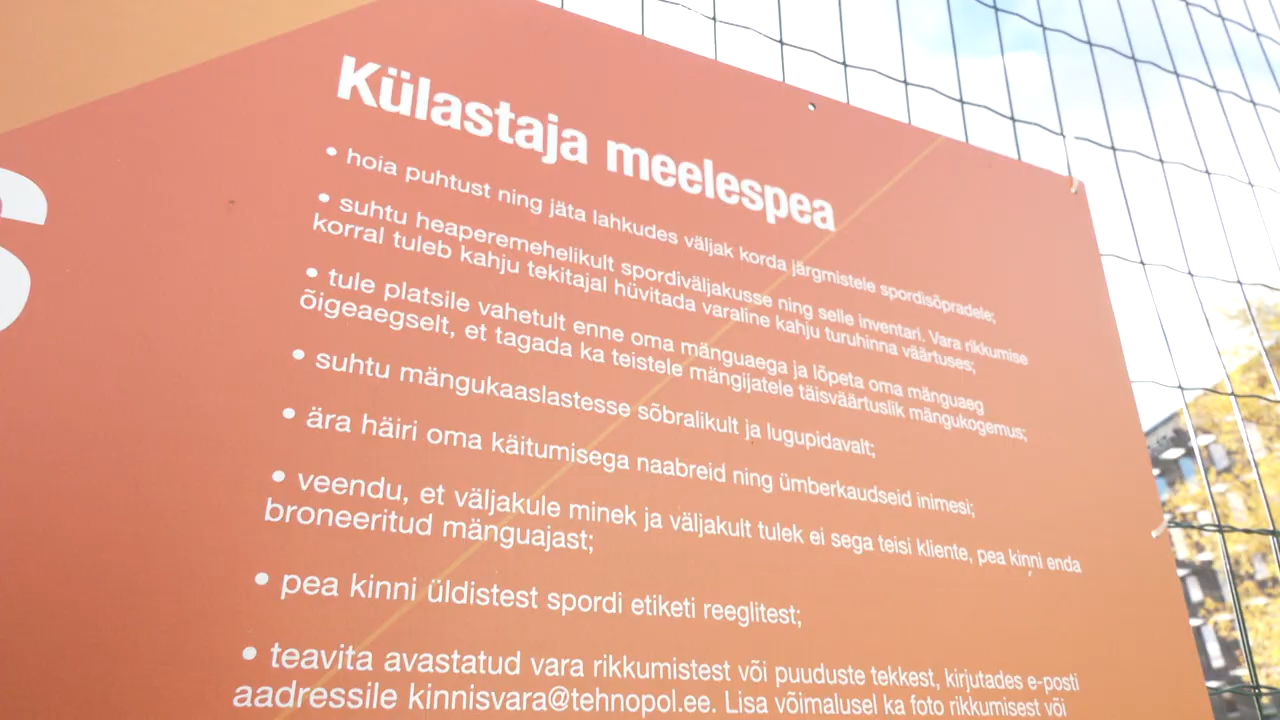 Külastaja meelespea
• hoia puhtust ning jäta lahkudes väljak korda järgmistele spordisõpradele;
• suhtu heaperemehelikult spordiväljakusse ning selle inventari. Vara rikkumise
korral tuleb kahju tekitajal hüvitada varaline kahju turuhinna väärtuses;
• tule platsile vahetult enne oma mänguaega ja lõpeta oma mänguaeg
õigeaegselt, et tagada ka teistele mängijatele täisväärtuslik mängukogemus;
• suhtu mängukaaslastesse sõbralikult ja lugupidavalt;
• ära häiri oma käitumisega naabreid ning ümberkaudseid inimesi;
• veendu, et väljakule minek ja väljakult tulek ei sega teisi kliente, pea kinni enda
broneeritud mänguajast;
• pea kinni üldistest spordi etiketi reeglitest;
• teavita avastatud vara rikkumistest või puuduste tekkest, kirjutades e-posti
aadressile kinnisvara@tehnopol.ee. Lisa võimalusel ka foto rikkumisest või